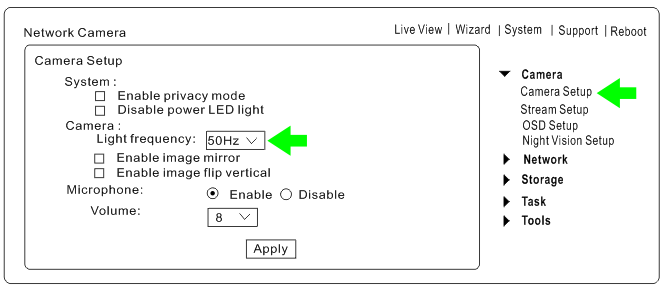 Network Camera
Live View | Wizard | System | Support | Reboot
Camera Setup
System :
Enable privacy mode
Disable power LED light
Camera :
Light frequency: 50Hz
Enable image mirror
Enable image flip vertical
Microphone: Enable Disable
Volume: 8
Apply
Camera
Camera Setup
Stream Setup
OSD Setup
Night Vision Setup
Network
Storage
Task
Tools